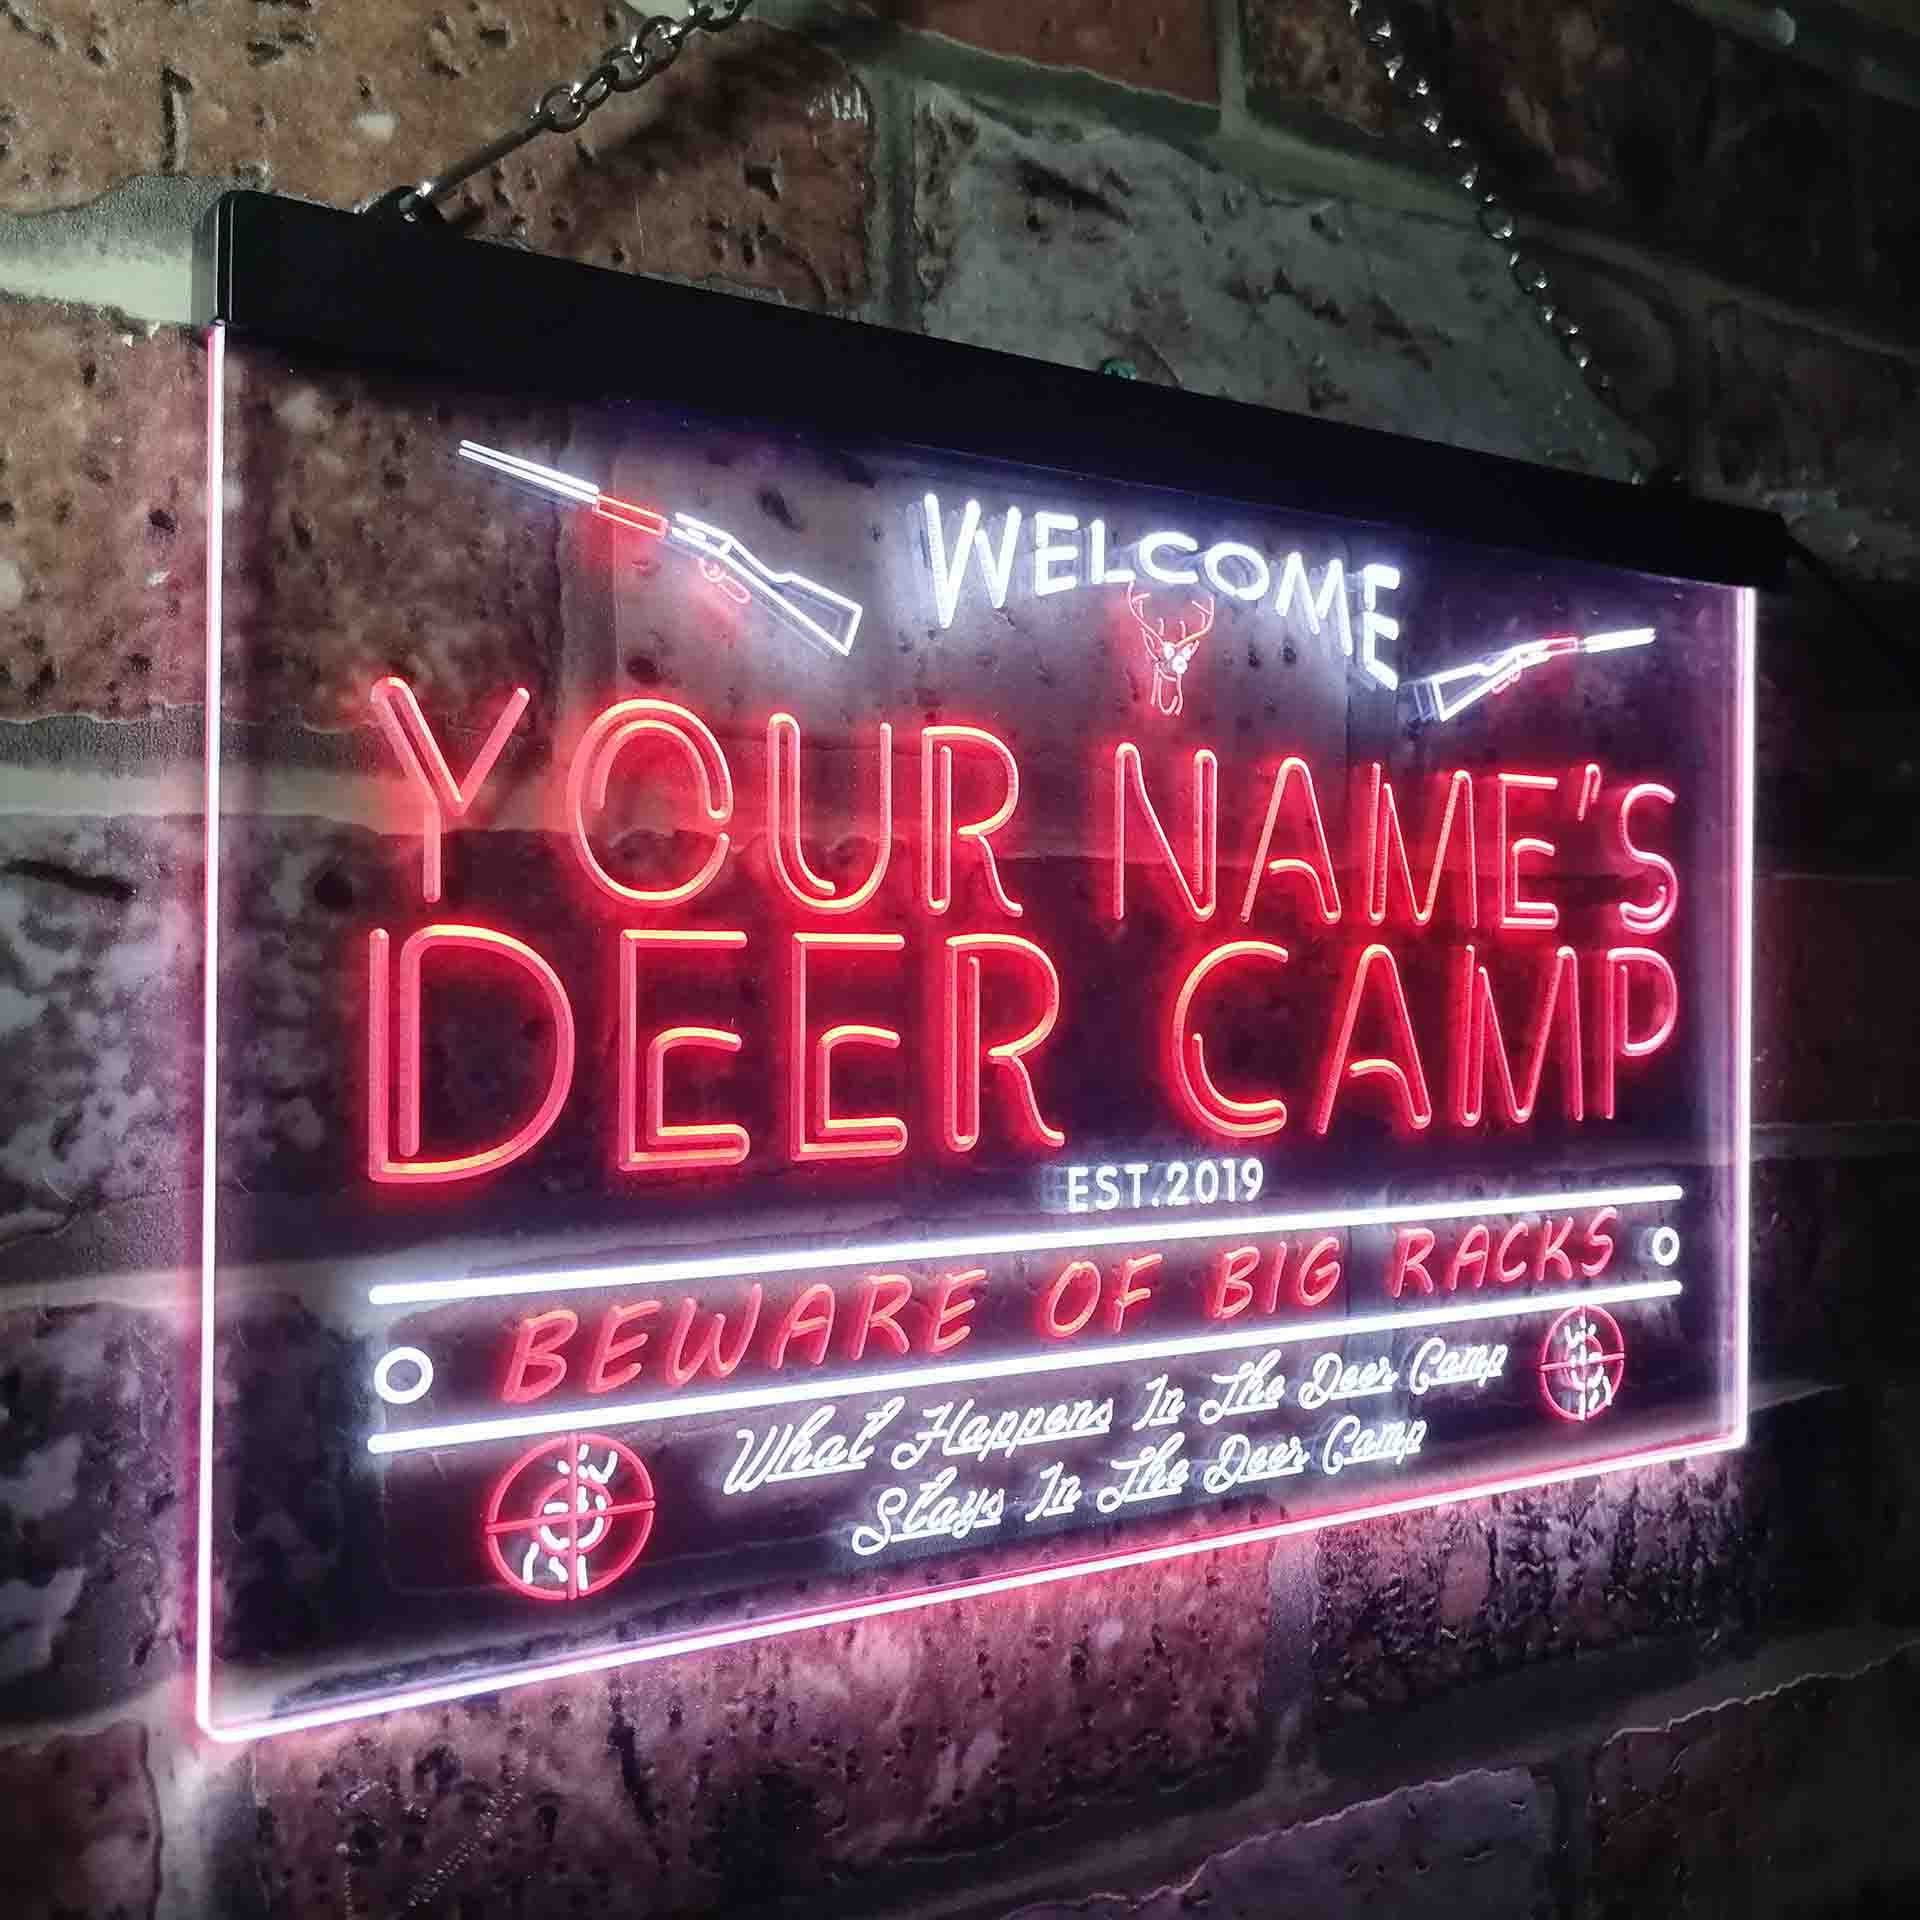 WELCOME
YOUR NAME'S
DEER CAMP
EST.2019
BEWARE OF BIG RACKS
What Happens In The Deer Camp
Stays In The Deer Camp